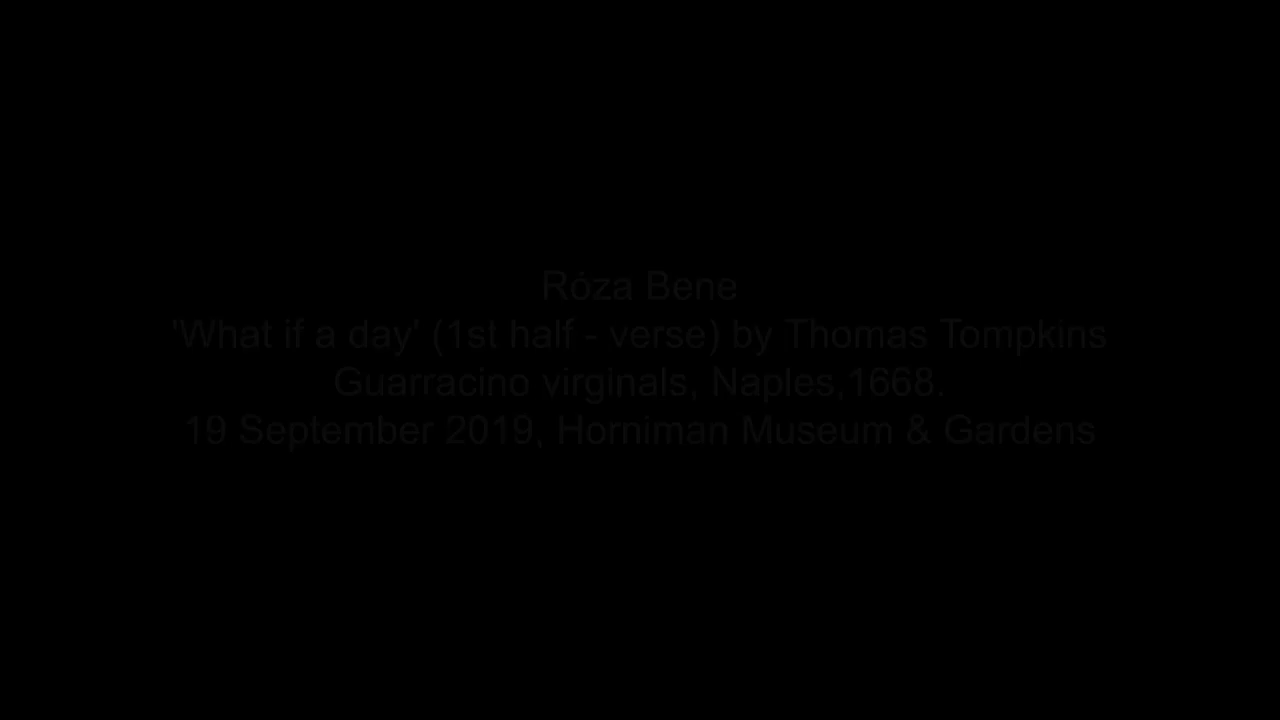 Róza Bene
'What if a day' (1st half - verse) by Thomas Tompkins
Guarracino virginals, Naples,1668.
19 September 2019, Horniman Museum & Gardens